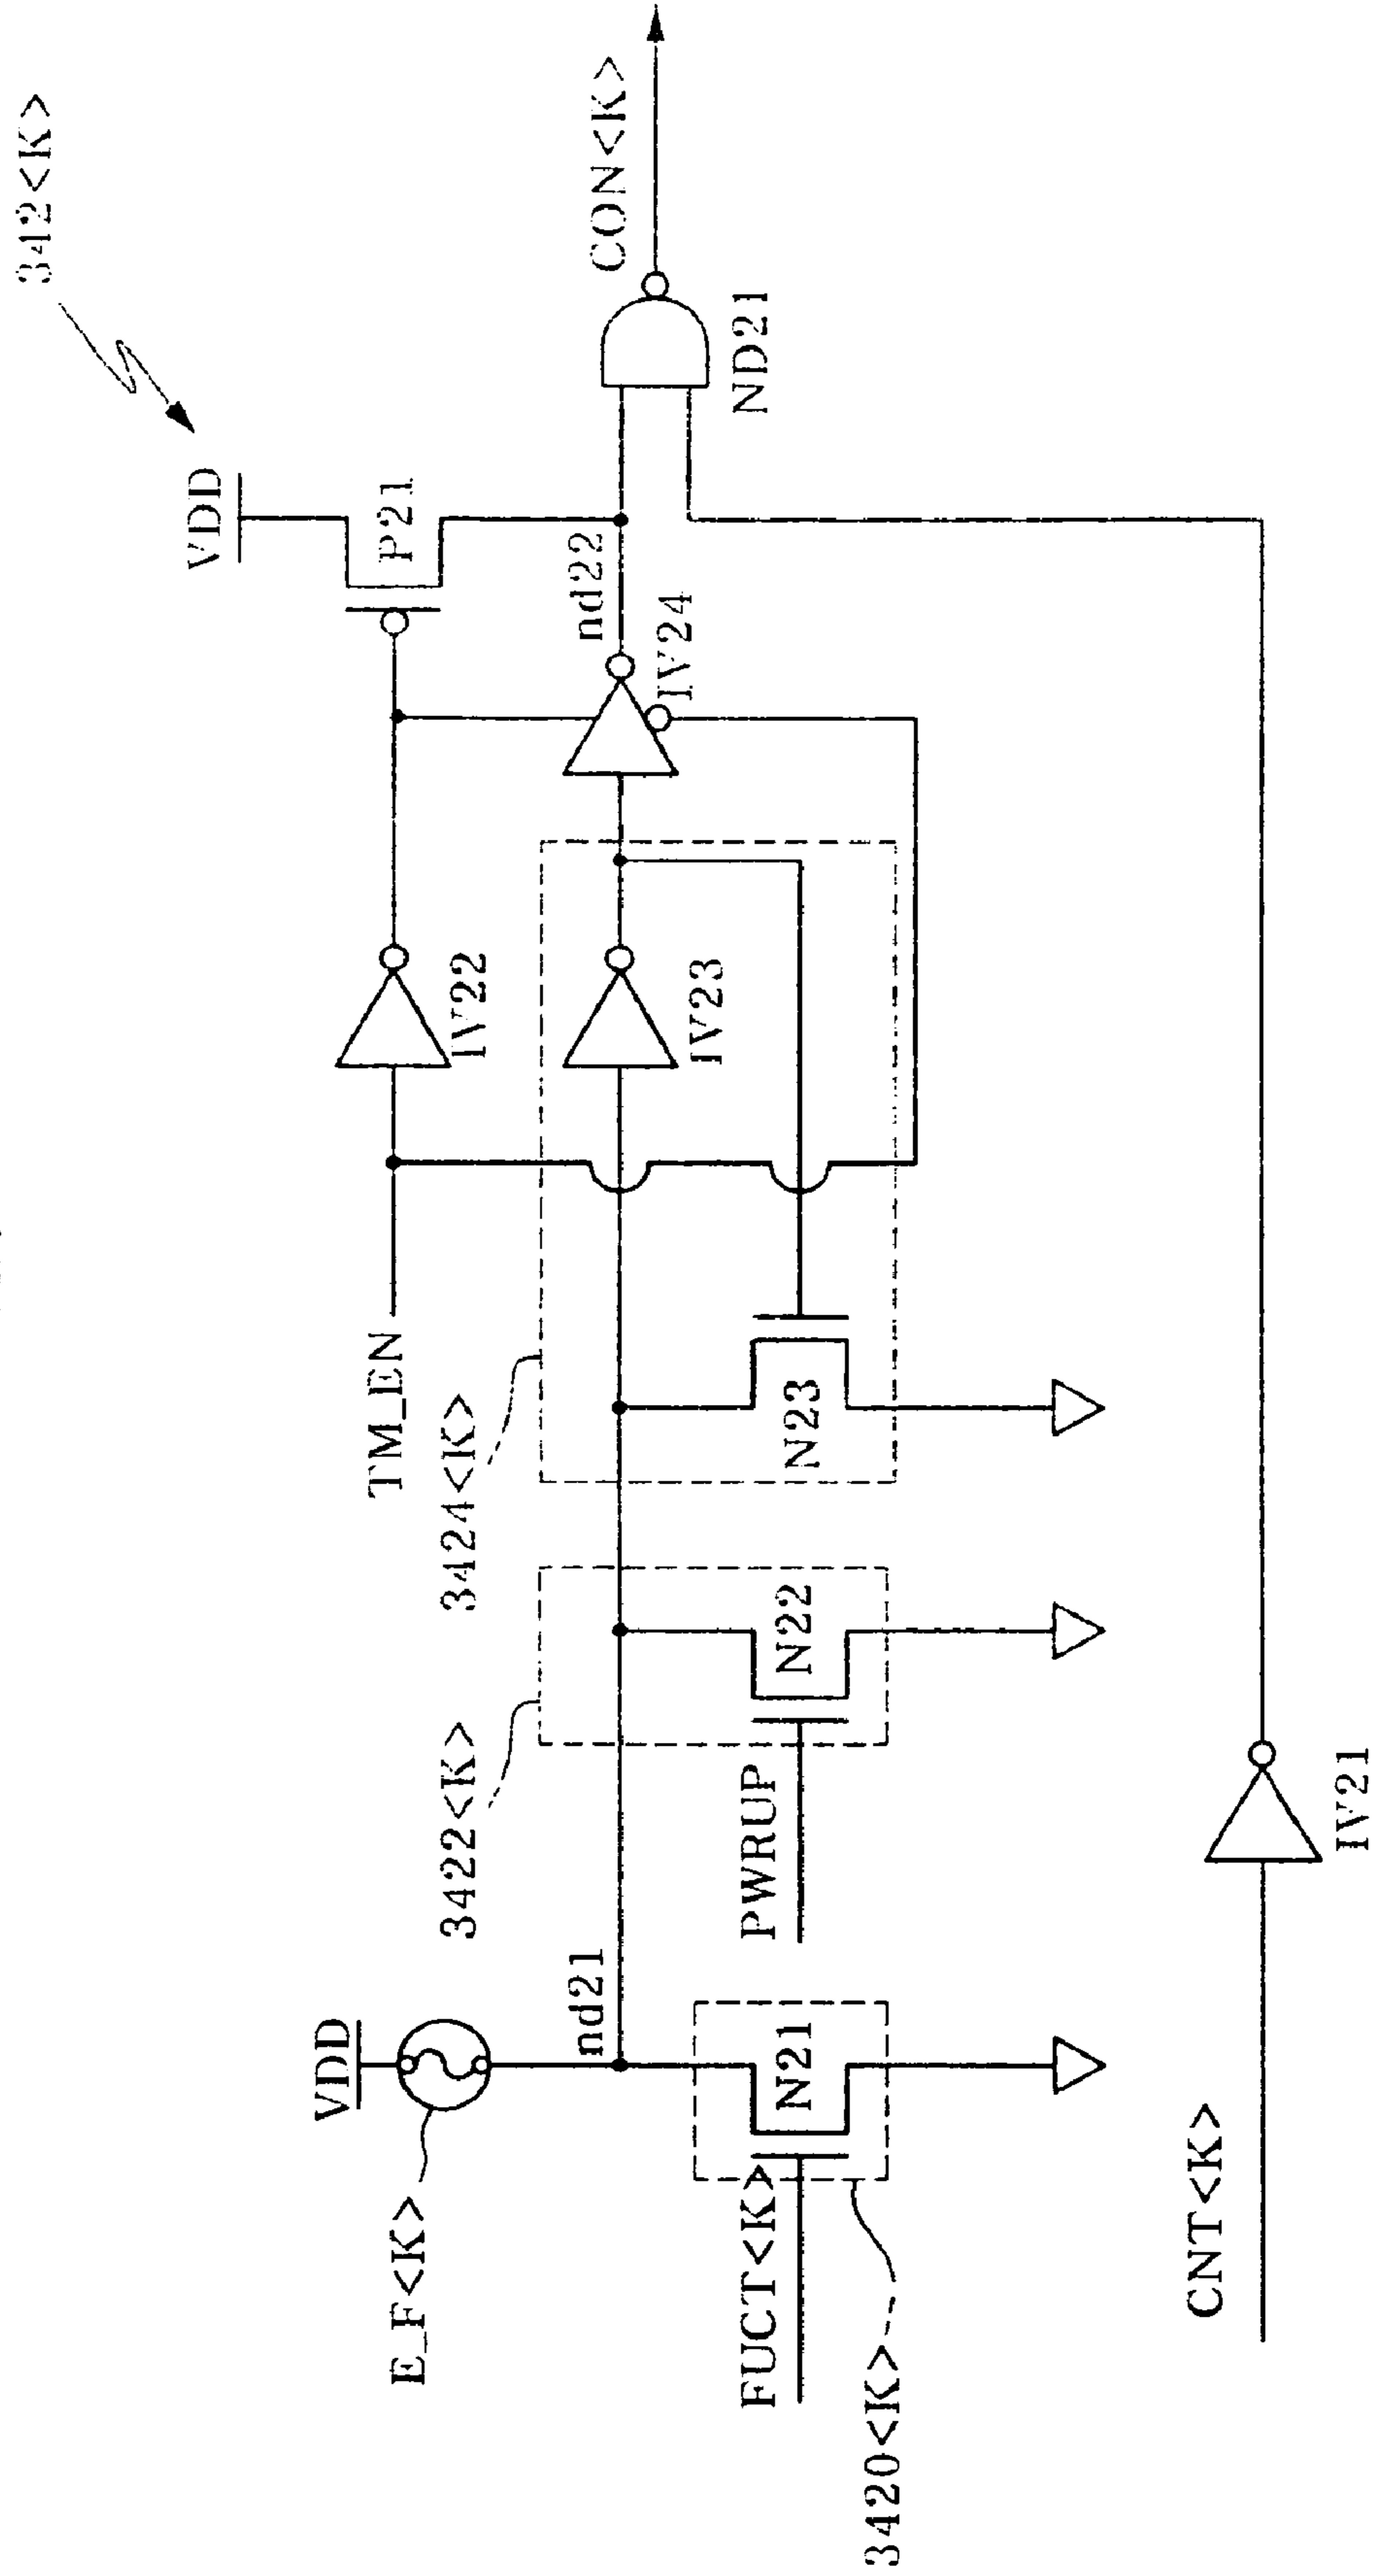 342<K>
VDD
P21
CON<K>
nd22
ND21
IV24
IV22
IV23
TM_EN
3424<K>
N23
3422<K>
N22
PWRUP
VDD
nd21
E_F<K>
N21
FUCT<K>
3420<K>
CNT<K>
IV21